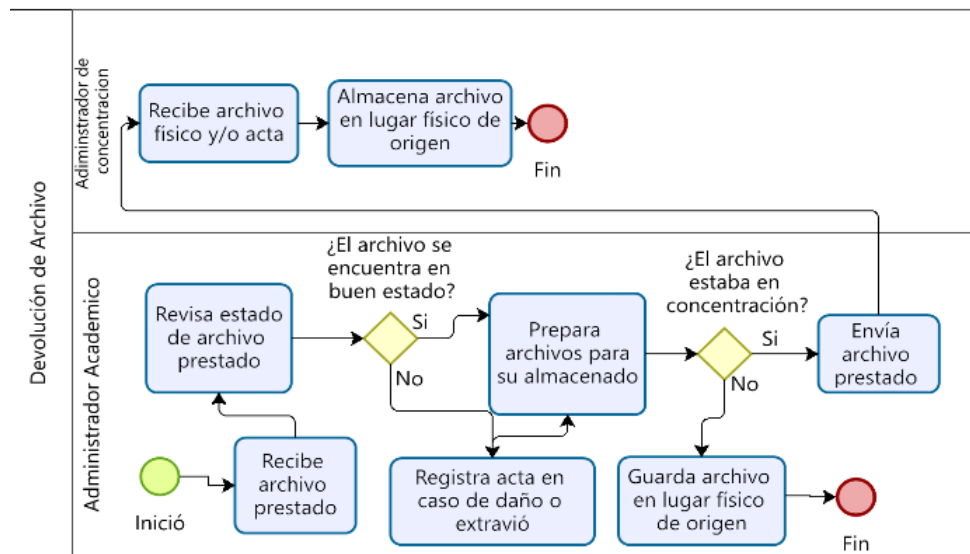 Devolución de Archivo
Adiminstrador de
concentracion
Recibe archivo
físico y/o acta
Almacena archivo
en lugar físico de
origen
Fin
Administrador Academico
Inició
Recibe
archivo
prestado
Revisa estado
de archivo
prestado
¿El archivo se
encuentra en
buen estado?
Si
No
Registra acta en
caso de daño o
extravió
Prepara
archivos para
su almacenado
¿El archivo
estaba en
concentración?
Si
No
Envía
archivo
prestado
Guarda archivo
en lugar físico
de origen
Fin